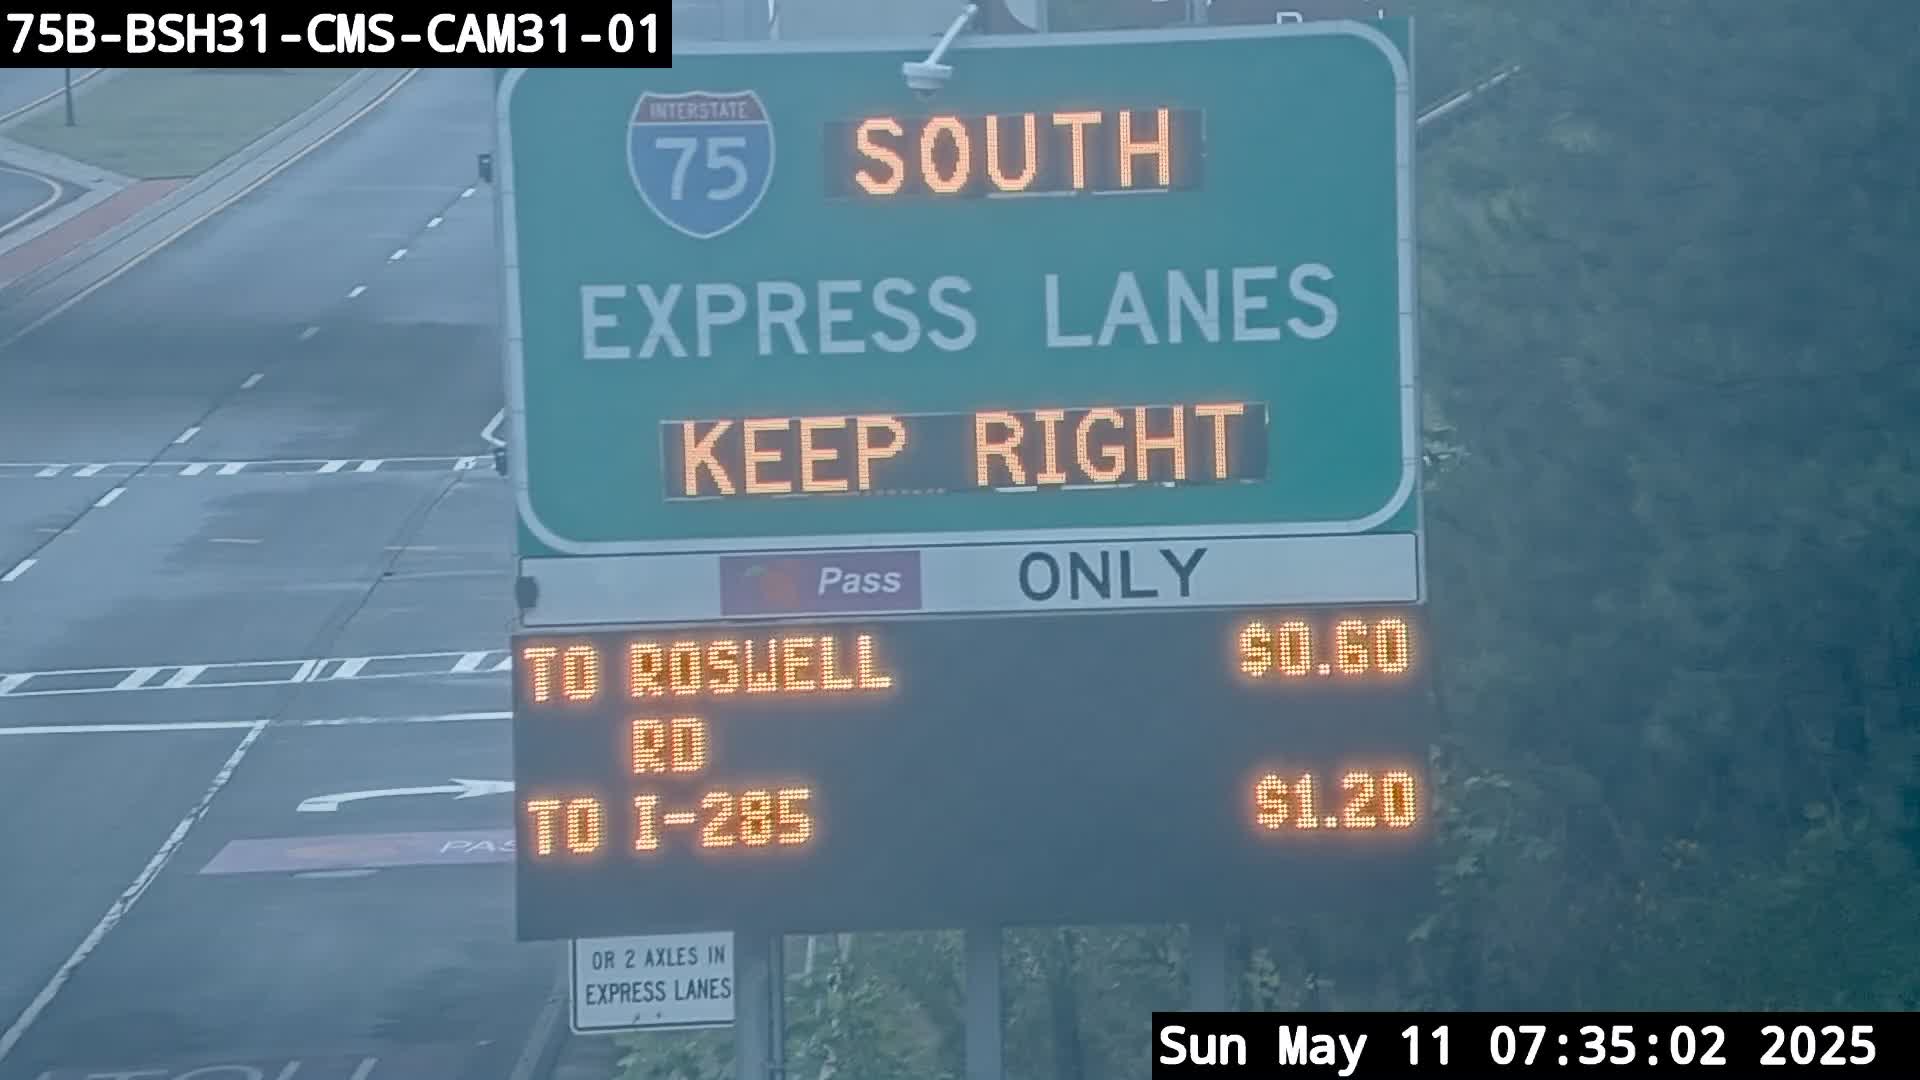 75B-BSH31-CMS-CAM31-01
INTERSTATE
75
SOUTH
EXPRESS LANES
KEEP RIGHT
Pass ONLY
TO ROSWELL $0.60
RD
TO I-285 $1.20
OR 2 AXLES IN
EXPRESS LANES
Sun May 11 07:35:02 2025